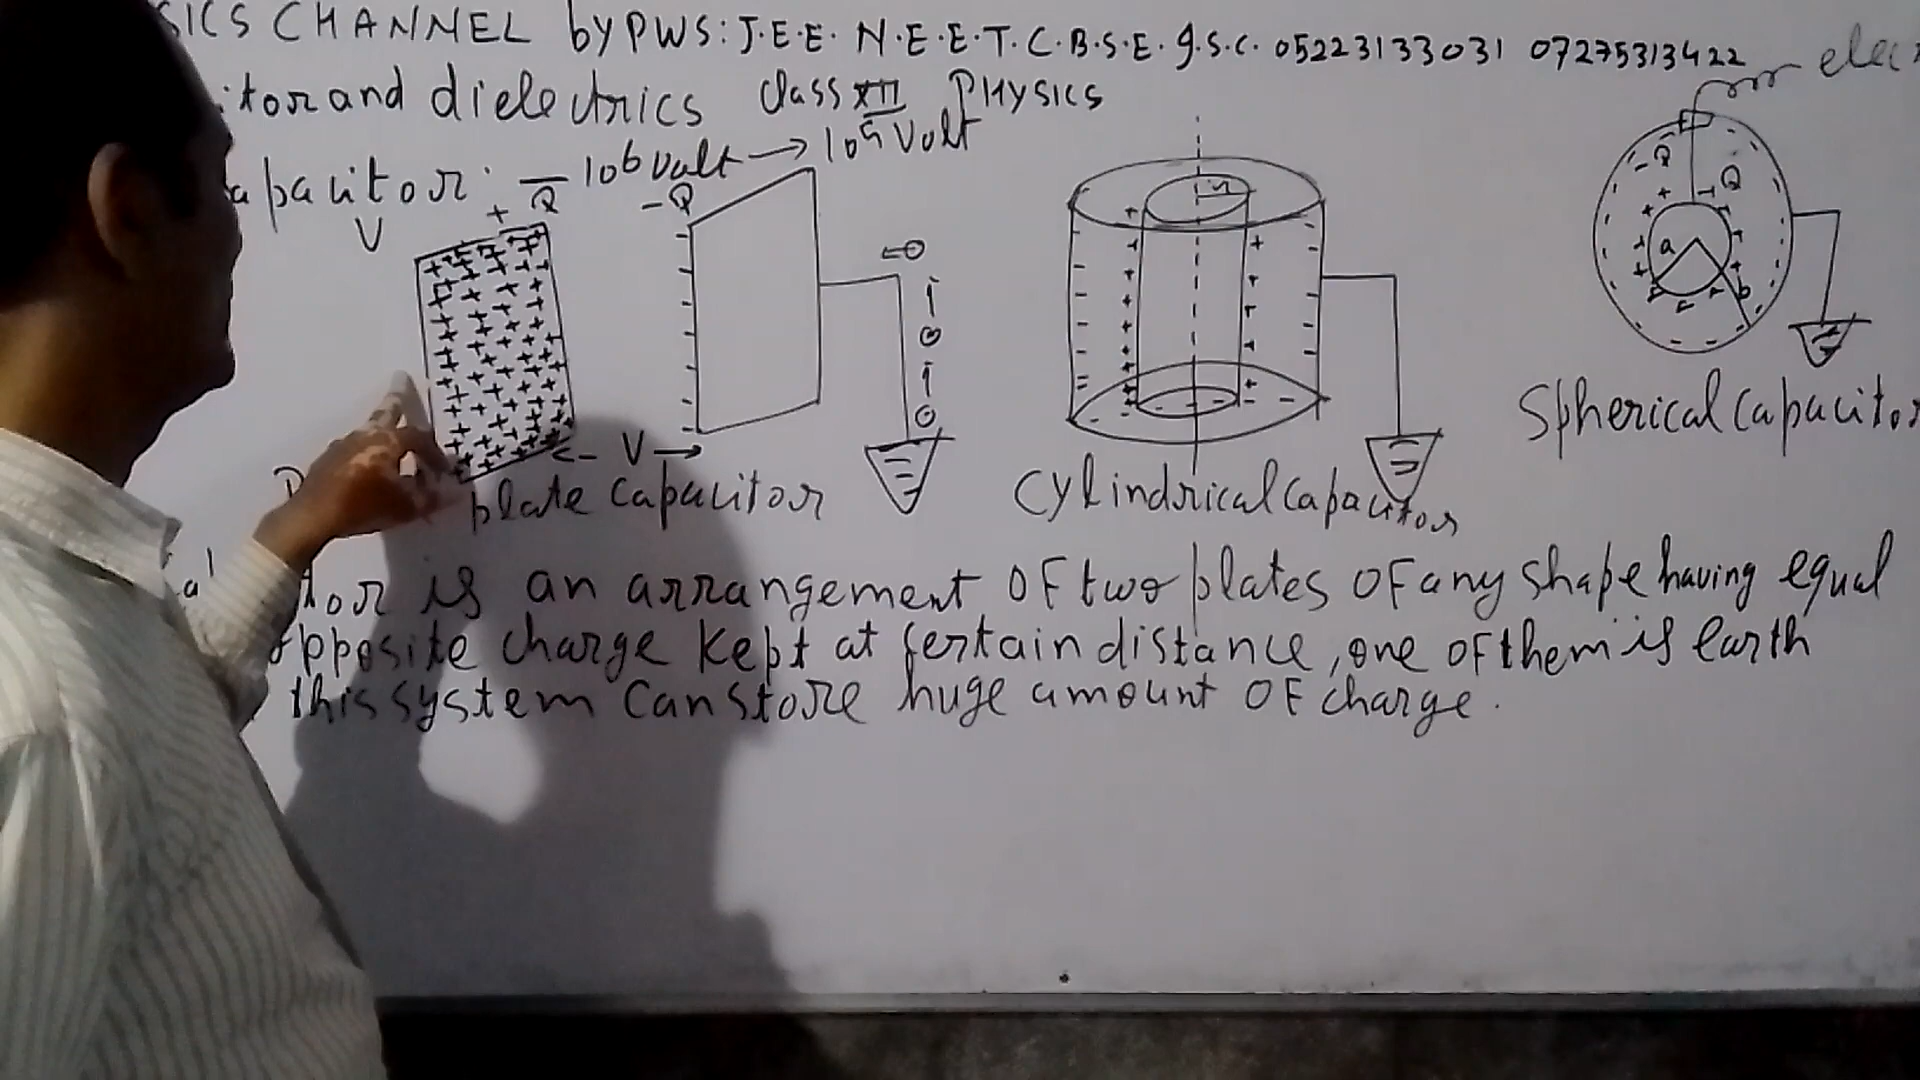 SICS CHANNEL by PWS: J.E.E. N.E.E.T. C.B.S.E. I.S.C. 05223133031 07275313422
itor and dielectrics class XII PHYSICS
apacitor: 10⁶ volt → 10⁵ Volt
V
+ Q
- Q
V
plate capacitor
Cylindrical capacitor
- Q
+ Q
a
b
Spherical capacitor
tor is an arrangement of two plates of any shape having equal
opposite charge kept at certain distance, one of them is earth
this system can store huge amount of charge.